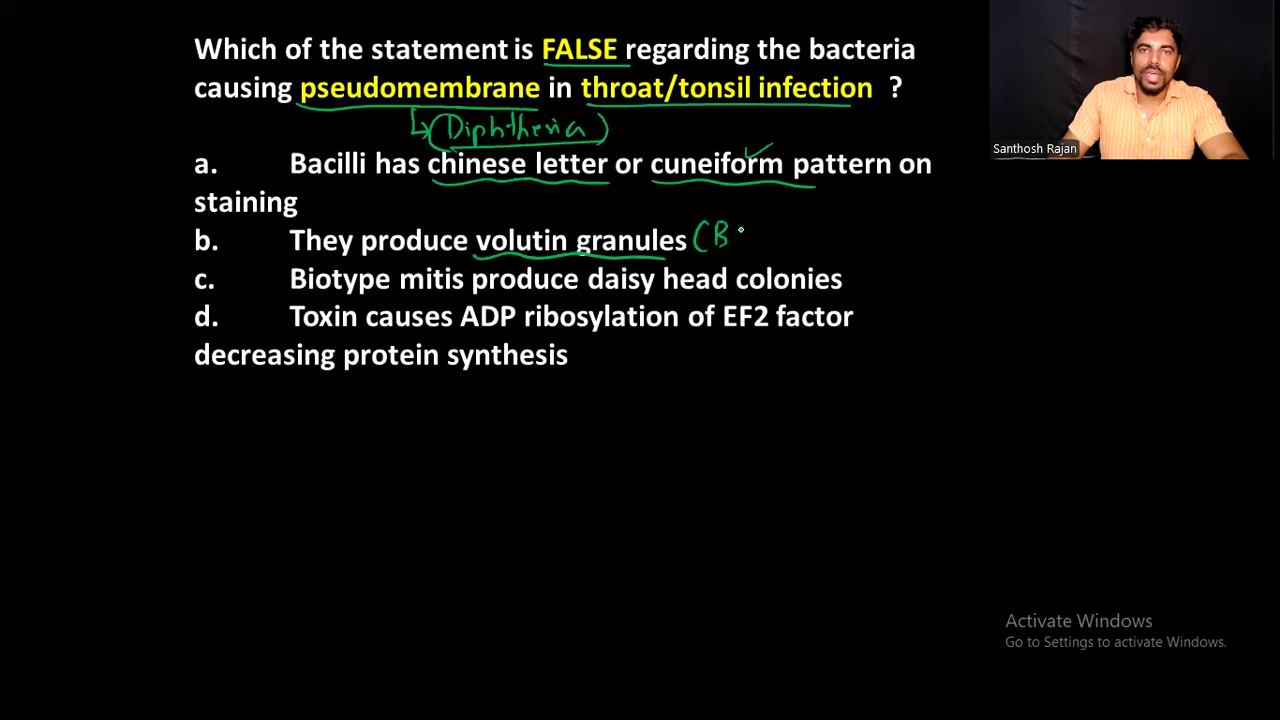 Which of the statement is FALSE regarding the bacteria
causing pseudomembrane in throat/tonsil infection ?
(Diphtheria)
a. Bacilli has chinese letter or cuneiform pattern on
staining
b. They produce volutin granules (B
c. Biotype mitis produce daisy head colonies
d. Toxin causes ADP ribosylation of EF2 factor
decreasing protein synthesis
Santhosh Rajan
Activate Windows
Go to Settings to activate Windows.